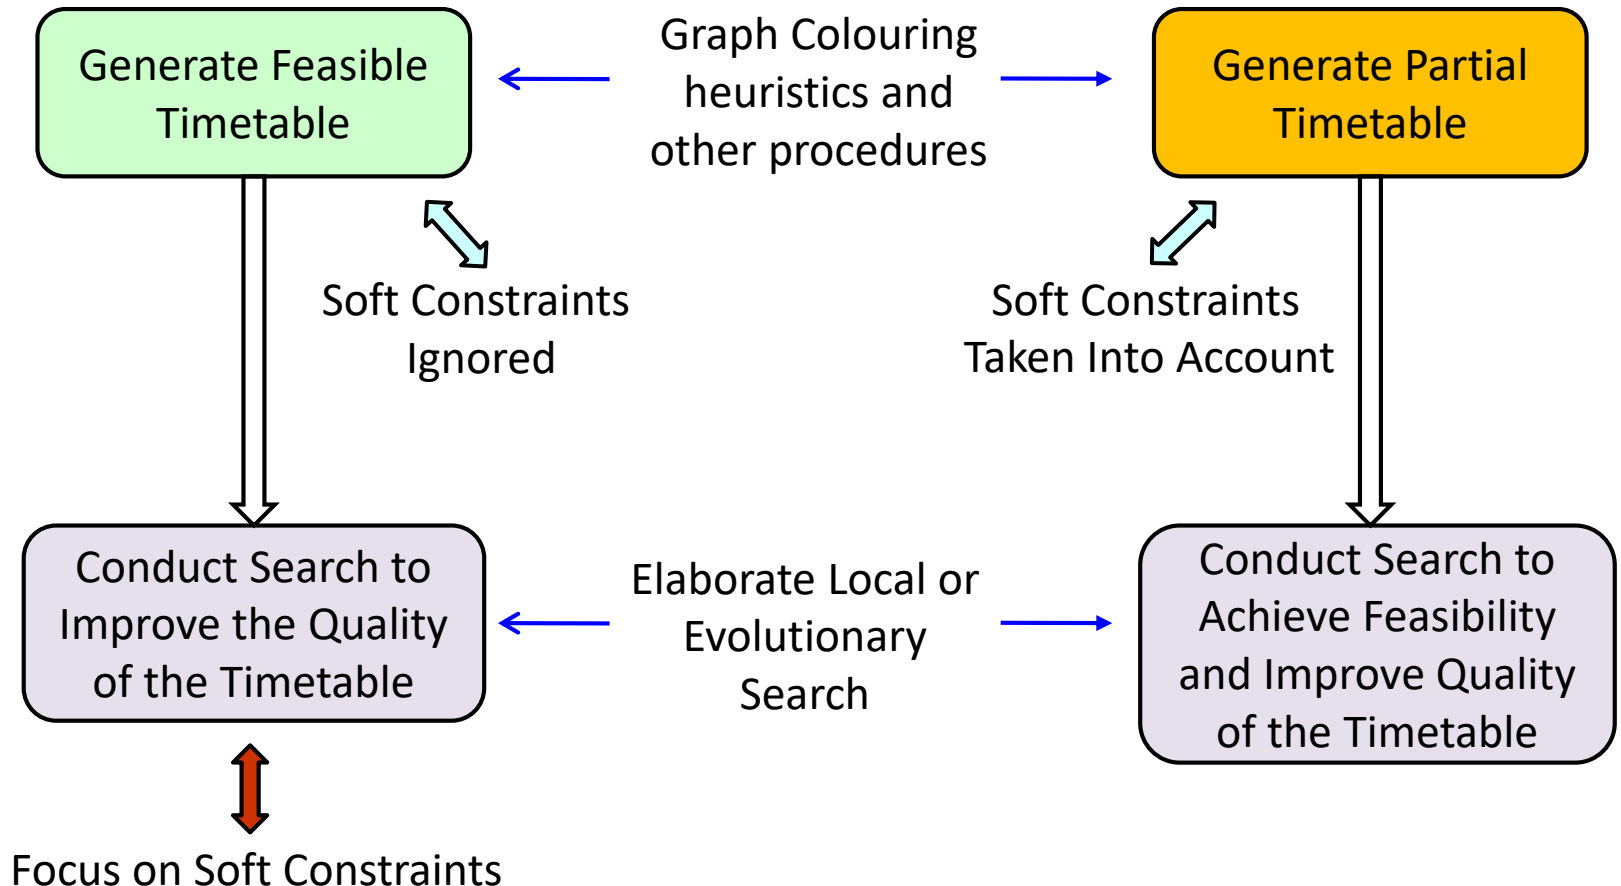 Generate Feasible
Timetable
Graph Colouring
heuristics and
other procedures
Generate Partial
Timetable
Soft Constraints
Ignored
Soft Constraints
Taken Into Account
Conduct Search to
Improve the Quality
of the Timetable
Elaborate Local or
Evolutionary
Search
Conduct Search to
Achieve Feasibility
and Improve Quality
of the Timetable
Focus on Soft Constraints